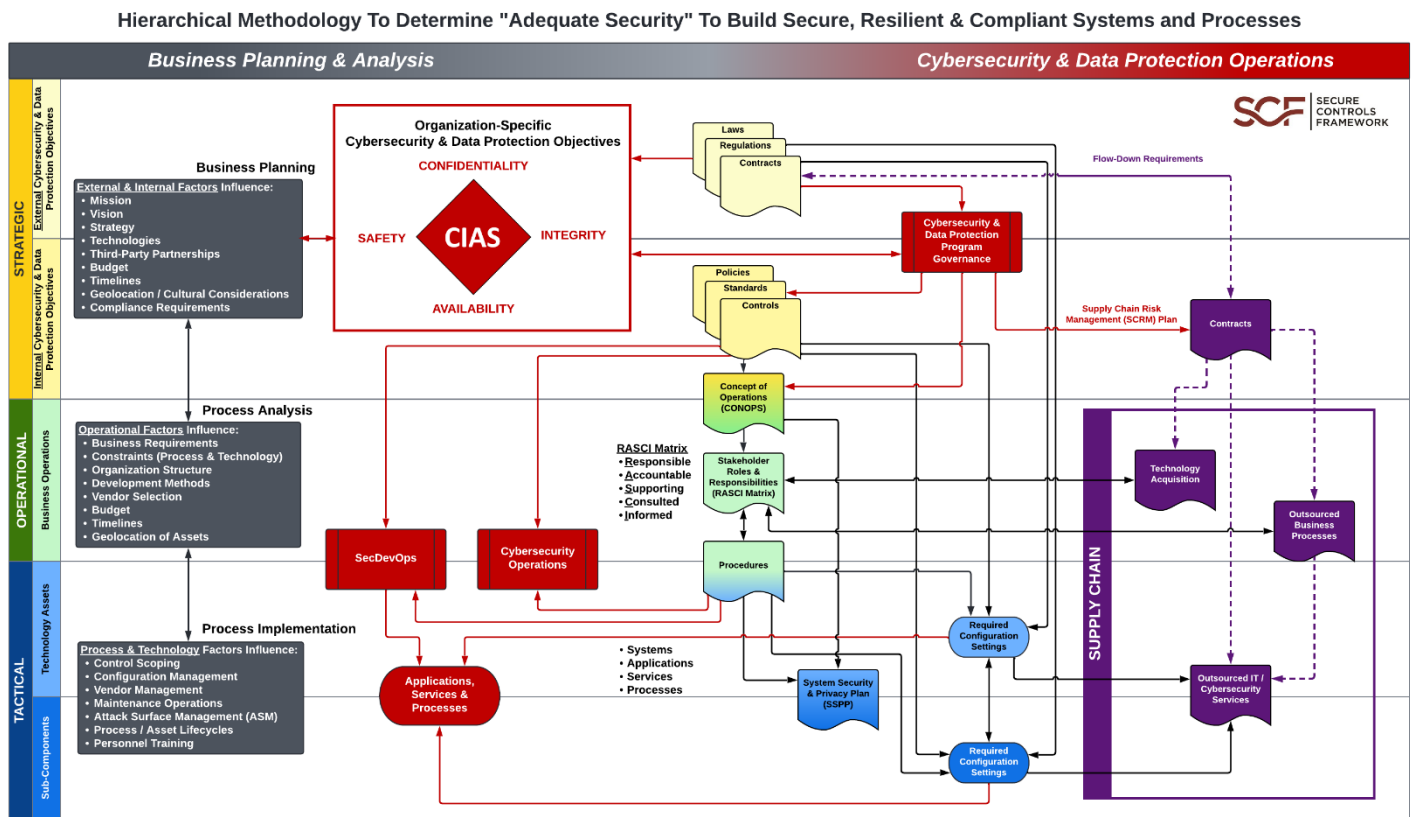 Hierarchical Methodology To Determine "Adequate Security" To Build Secure, Resilient & Compliant Systems and Processes
Business Planning & Analysis
Cybersecurity & Data Protection Operations
STRATEGIC
External Cybersecurity & Data
Protection Objectives
Internal Cybersecurity & Data
Protection Objectives
OPERATIONAL
Business Operations
TACTICAL
Technology Assets
Sub-Components
Business Planning
External & Internal Factors Influence:
• Mission
• Vision
• Strategy
• Technologies
• Third-Party Partnerships
• Budget
• Timelines
• Geolocation / Cultural Considerations
• Compliance Requirements
Process Analysis
Operational Factors Influence:
• Business Requirements
• Constraints (Process & Technology)
• Organization Structure
• Development Methods
• Vendor Selection
• Budget
• Timelines
• Geolocation of Assets
Process Implementation
Process & Technology Factors Influence:
• Control Scoping
• Configuration Management
• Vendor Management
• Maintenance Operations
• Attack Surface Management (ASM)
• Process / Asset Lifecycles
• Personnel Training
Organization-Specific
Cybersecurity & Data Protection Objectives
CONFIDENTIALITY
SAFETY
CIAS
INTEGRITY
AVAILABILITY
SecDevOps
Cybersecurity
Operations
Applications,
Services &
Processes
Laws
Regulations
Contracts
Cybersecurity &
Data Protection
Program
Governance
Policies
Standards
Controls
Concept of
Operations
(CONOPS)
RASCI Matrix
• Responsible
• Accountable
• Supporting
• Consulted
• Informed
Stakeholder
Roles &
Responsibilities
(RASCI Matrix)
Procedures
• Systems
• Applications
• Services
• Processes
System Security
& Privacy Plan
(SSPP)
Required
Configuration
Settings
Required
Configuration
Settings
SCF
SECURE
CONTROLS
FRAMEWORK
Flow-Down Requirements
Supply Chain Risk
Management (SCRM) Plan
Contracts
SUPPLY CHAIN
Technology
Acquisition
Outsourced
Business
Processes
Outsourced IT /
Cybersecurity
Services